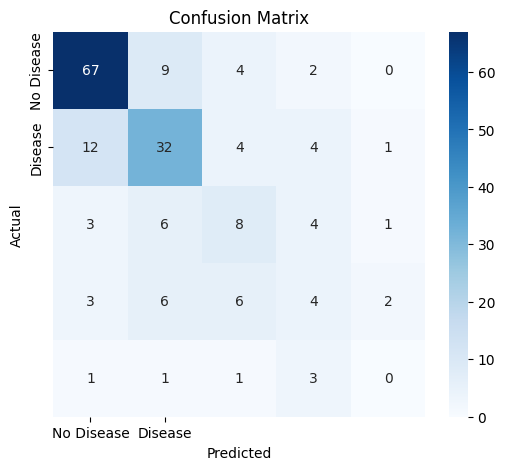 Confusion Matrix
No Disease
67 9 4 2 0
Disease
12 32 4 4 1
Actual
3 6 8 4 1
3 6 6 4 2
1 1 1 3 0
No Disease Disease
Predicted
60
50
40
30
20
10
0